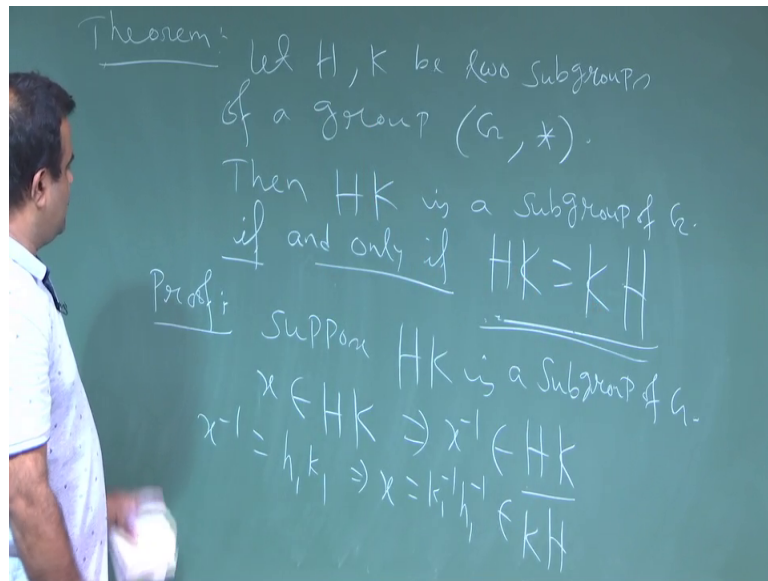 Theorem:
Let H, K be two subgroups
of a group (G, *).
Then HK is a subgroup of G.
if and only if HK = KH
Proof:
Suppose HK is a subgroup of G.
x ∈ HK ⇒ x⁻¹ ∈ HK
x⁻¹ = h₁k₁ ⇒ x = k₁⁻¹h₁⁻¹ ∈ KH